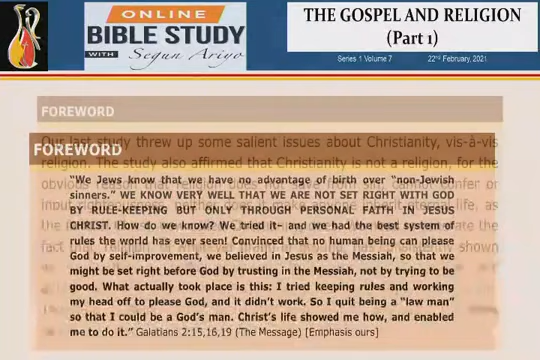 ONLINE
BIBLE STUDY
WITH Segun Ariyo
THE GOSPEL AND RELIGION
(Part 1)
Series 1 Volume 7 22nd February, 2021
FOREWORD
Our last study threw up some salient issues about Christianity, vis-à-vis
FOREWORD
religion. The study also affirmed that Christianity is not a religion, for the
“We Jews know that we have no advantage of birth over “non-Jewish
sinners.” WE KNOW VERY WELL THAT WE ARE NOT SET RIGHT WITH GOD
BY RULE-KEEPING BUT ONLY THROUGH PERSONAL FAITH IN JESUS
CHRIST. How do we know? We tried it– and we had the best system of
rules the world has ever seen! Convinced that no human being can please
God by self-improvement, we believed in Jesus as the Messiah, so that we
might be set right before God by trusting in the Messiah, not by trying to be
good. What actually took place is this: I tried keeping rules and working
my head off to please God, and it didn’t work. So I quit being a “law man”
so that I could be a God’s man. Christ’s life showed me how, and enabled
me to do it.” Galatians 2:15,16,19 (The Message) [Emphasis ours]